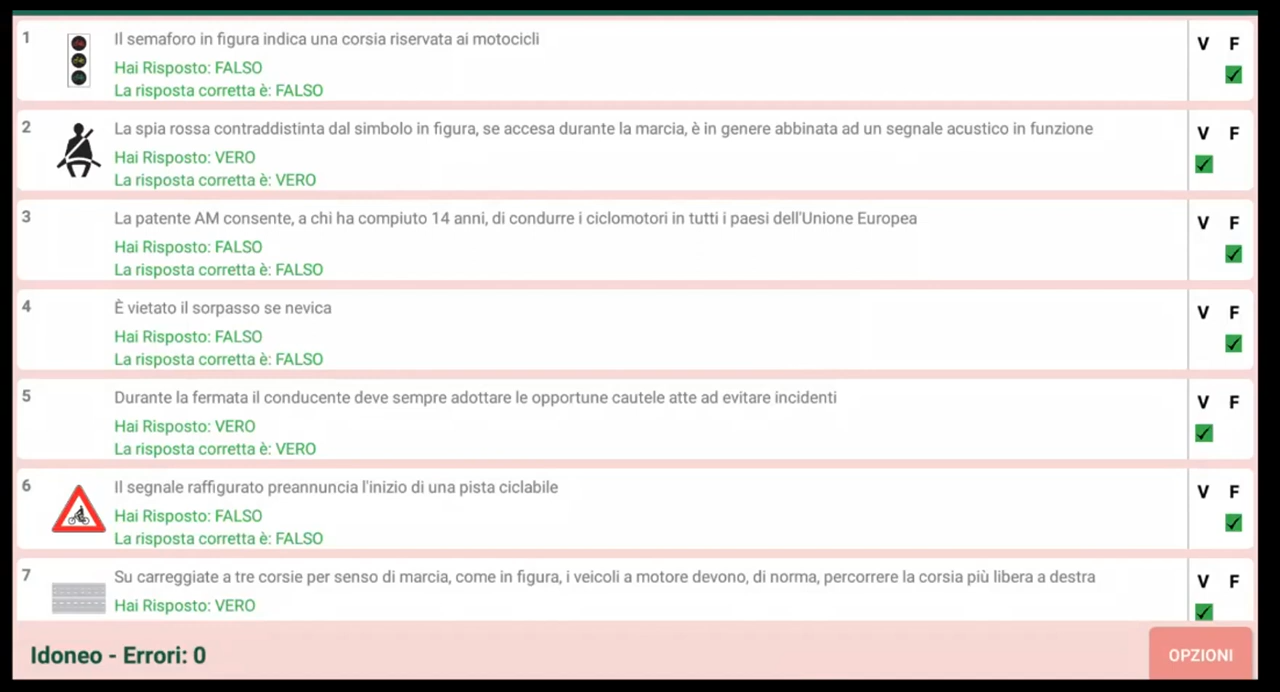 1
Il semaforo in figura indica una corsia riservata ai motocicli
V F
Hai Risposto: FALSO
La risposta corretta è: FALSO
2
La spia rossa contraddistinta dal simbolo in figura, se accesa durante la marcia, è in genere abbinata ad un segnale acustico in funzione
V F
Hai Risposto: VERO
La risposta corretta è: VERO
3
La patente AM consente, a chi ha compiuto 14 anni, di condurre i ciclomotori in tutti i paesi dell'Unione Europea
V F
Hai Risposto: FALSO
La risposta corretta è: FALSO
4
È vietato il sorpasso se nevica
V F
Hai Risposto: FALSO
La risposta corretta è: FALSO
5
Durante la fermata il conducente deve sempre adottare le opportune cautele atte ad evitare incidenti
V F
Hai Risposto: VERO
La risposta corretta è: VERO
6
Il segnale raffigurato preannuncia l'inizio di una pista ciclabile
V F
Hai Risposto: FALSO
La risposta corretta è: FALSO
7
Su carreggiate a tre corsie per senso di marcia, come in figura, i veicoli a motore devono, di norma, percorrere la corsia più libera a destra
V F
Hai Risposto: VERO
Idoneo - Errori: 0
OPZIONI